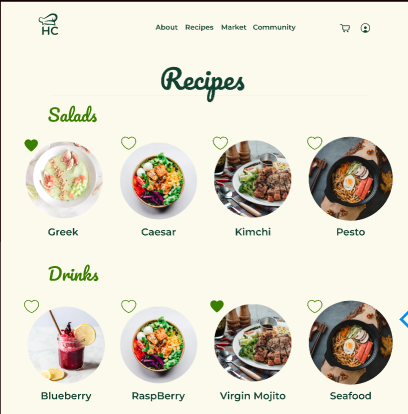 HC
About Recipes Market Community
Recipes
Salads
Greek Caesar Kimchi Pesto
Drinks
Blueberry RaspBerry Virgin Mojito Seafood